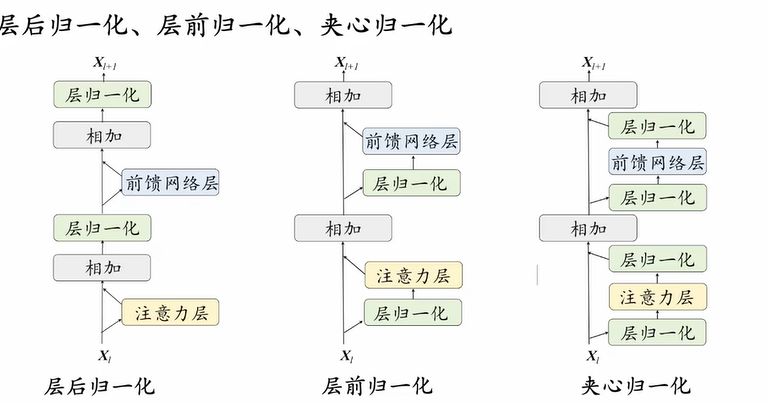 层后归一化、层前归一化、夹心归一化
X_{l+1}
层归一化
相加
前馈网络层
层归一化
相加
注意力层
X_l
层后归一化
X_{l+1}
相加
前馈网络层
层归一化
相加
注意力层
层归一化
X_l
层前归一化
X_{l+1}
相加
层归一化
前馈网络层
层归一化
相加
层归一化
注意力层
层归一化
X_l
夹心归一化